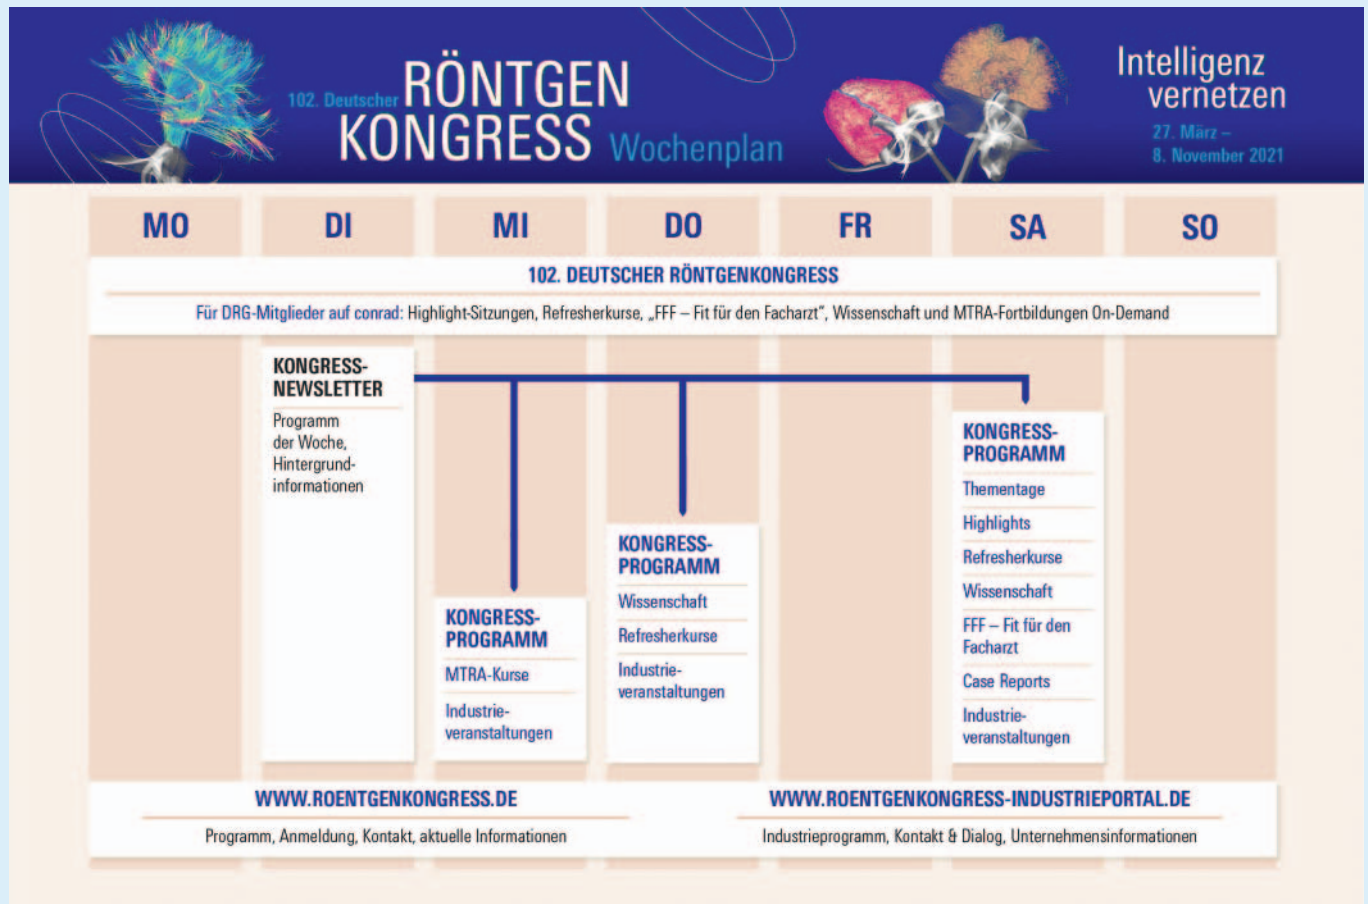 102. Deutscher RÖNTGEN
KONGRESS Wochenplan
Intelligenz
vernetzen
27. März –
8. November 2021
MO DI MI DO FR SA SO
102. DEUTSCHER RÖNTGENKONGRESS
Für DRG-Mitglieder auf conrad: Highlight-Sitzungen, Refresherkurse, „FFF – Fit für den Facharzt“, Wissenschaft und MTRA-Fortbildungen On-Demand
KONGRESS-
NEWSLETTER
Programm
der Woche,
Hintergrund-
informationen
KONGRESS-
PROGRAMM
MTRA-Kurse
Industrie-
veranstaltungen
KONGRESS-
PROGRAMM
Wissenschaft
Refresherkurse
Industrie-
veranstaltungen
KONGRESS-
PROGRAMM
Thementage
Highlights
Refresherkurse
Wissenschaft
FFF – Fit für den
Facharzt
Case Reports
Industrie-
veranstaltungen
WWW.ROENTGENKONGRESS.DE
Programm, Anmeldung, Kontakt, aktuelle Informationen
WWW.ROENTGENKONGRESS-INDUSTRIEPORTAL.DE
Industrieprogramm, Kontakt & Dialog, Unternehmensinformationen